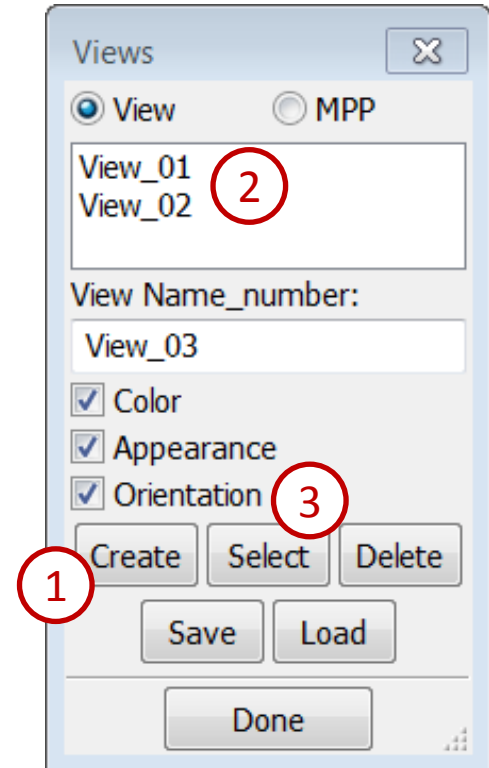 Views
View MPP
View_01
View_02
2
View Name_number:
View_03
Color
Appearance
Orientation
3
Create Select Delete
1
Save Load
Done